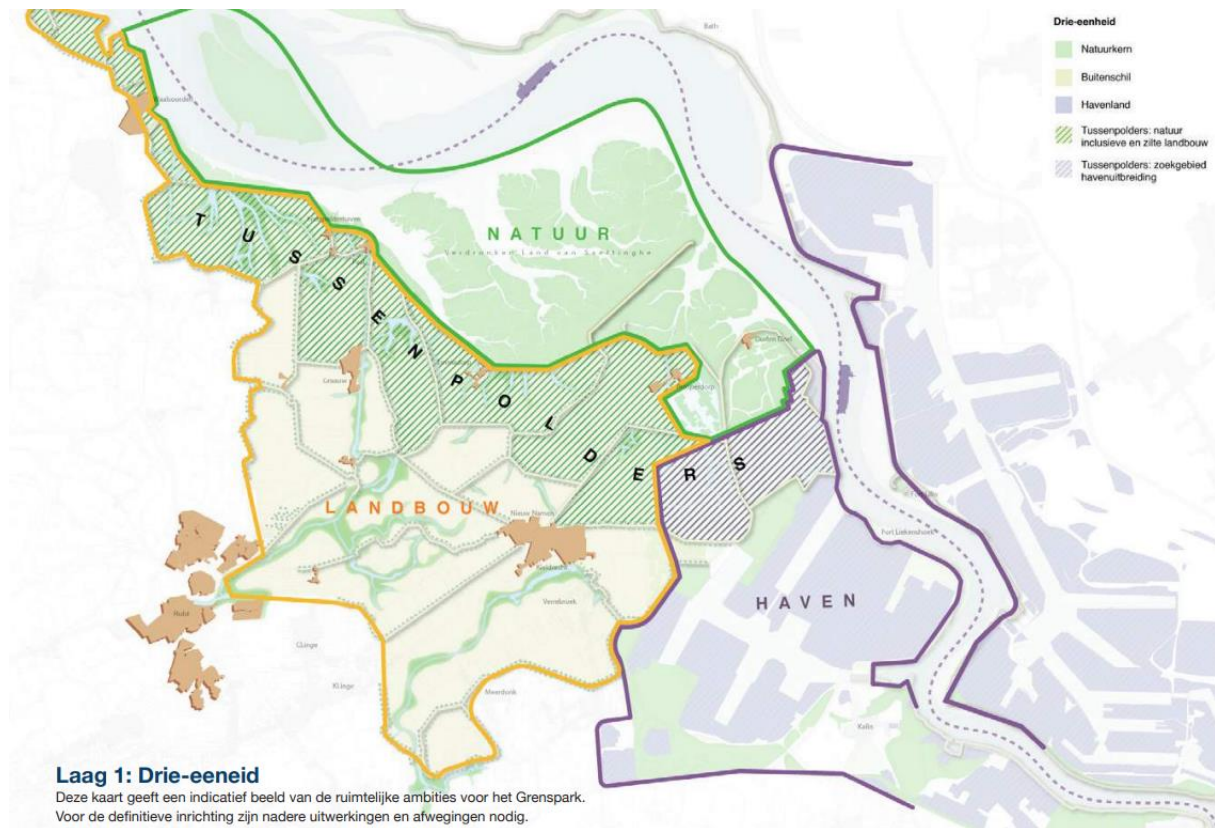 Drie-eenheid
Natuurkern
Buitenschil
Havenland
Tussenpolders: natuur
inclusieve en zilte landbouw
Tussenpolders: zoekgebied
havenuitbreiding
Bath
NATUUR
Verdronken Land van Saeftinghe
TUSSENPOLDERS
Graauw
LANDBOUW
Nieuw Namen
Verrebroek
Fort Liefkenshoek
HAVEN
Hulst
Clinge
Klinge
Meerdonk
Kallo
Laag 1: Drie-eeneid
Deze kaart geeft een indicatief beeld van de ruimtelijke ambities voor het Grenspark.
Voor de definitieve inrichting zijn nadere uitwerkingen en afwegingen nodig.